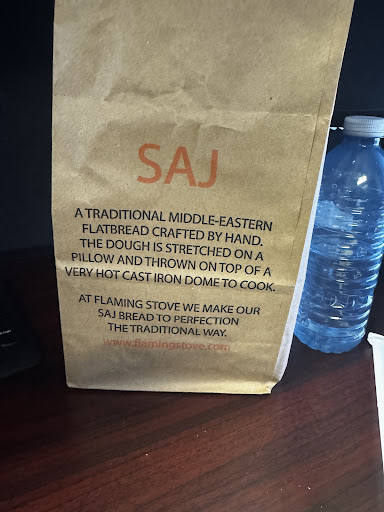 SAJ
A TRADITIONAL MIDDLE-EASTERN
FLATBREAD CRAFTED BY HAND.
THE DOUGH IS STRETCHED ON A
PILLOW AND THROWN ON TOP OF A
VERY HOT CAST IRON DOME TO COOK.
AT FLAMING STOVE WE MAKE OUR
SAJ BREAD TO PERFECTION
THE TRADITIONAL WAY.
www.flamingstove.com